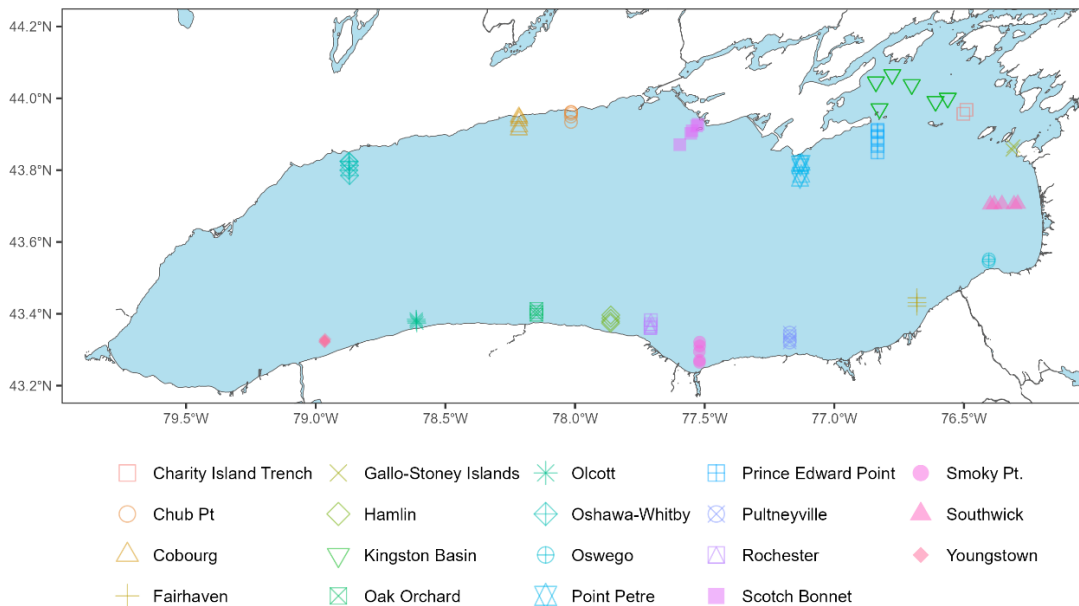 44.2°N
44.0°N
43.8°N
43.6°N
43.4°N
43.2°N
79.5°W 79.0°W 78.5°W 78.0°W 77.5°W 77.0°W 76.5°W
Charity Island Trench Gallo-Stoney Islands Olcott Prince Edward Point Smoky Pt.
Chub Pt Hamlin Oshawa-Whitby Pultneyville Southwick
Cobourg Kingston Basin Oswego Rochester Youngstown
Fairhaven Oak Orchard Point Petre Scotch Bonnet